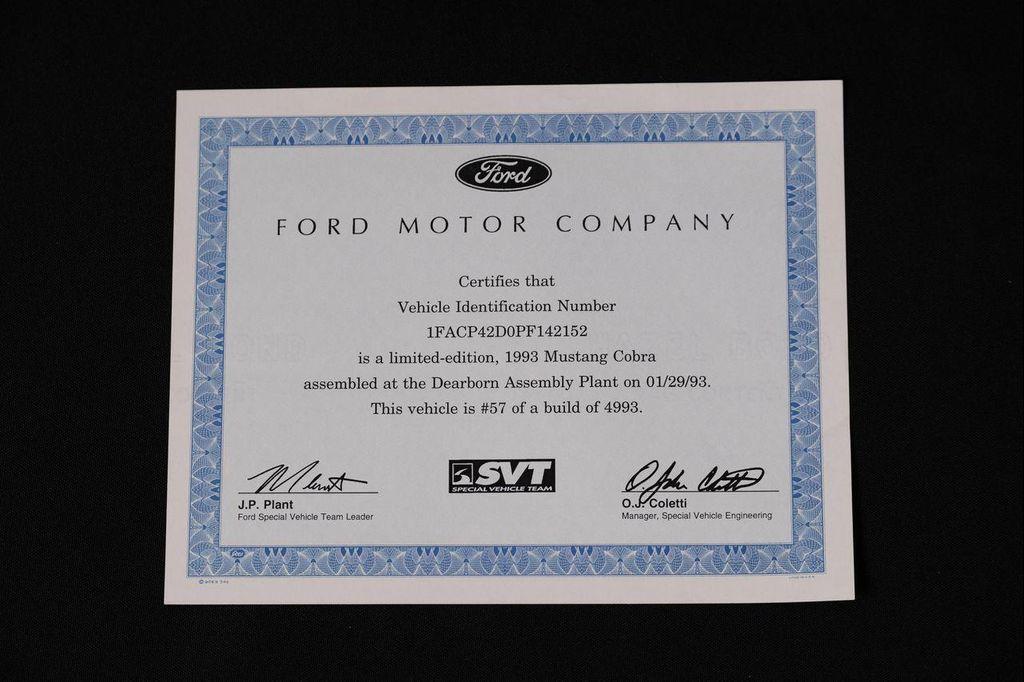 Ford
FORD MOTOR COMPANY
Certifies that
Vehicle Identification Number
1FACP42D0PF142152
is a limited-edition, 1993 Mustang Cobra
assembled at the Dearborn Assembly Plant on 01/29/93.
This vehicle is #57 of a build of 4993.
SVT
SPECIAL VEHICLE TEAM
J.P. Plant
Ford Special Vehicle Team Leader
O.J. Coletti
Manager, Special Vehicle Engineering